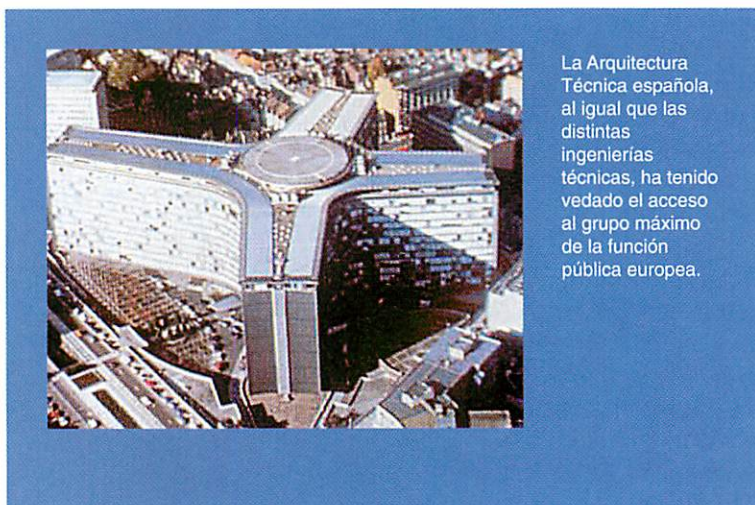 La Arquitectura
Técnica española,
al igual que las
distintas
ingenierías
técnicas, ha tenido
vedado el acceso
al grupo máximo
de la función
pública europea.